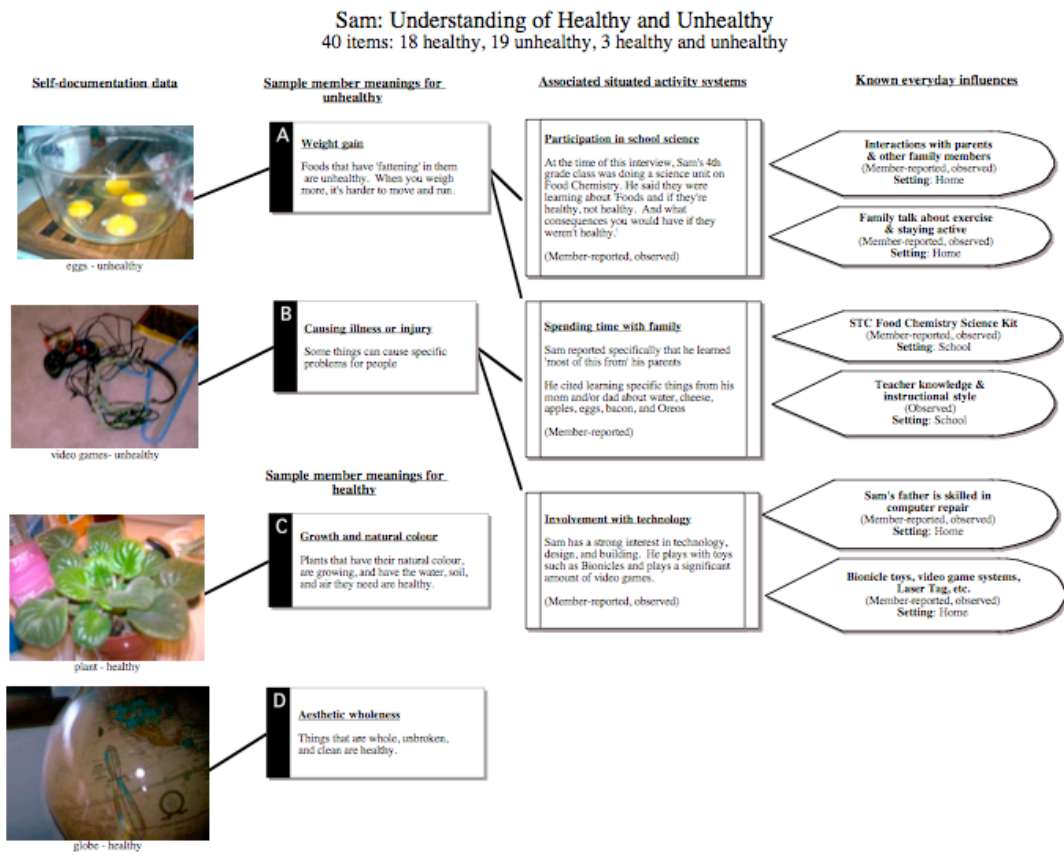 Sam: Understanding of Healthy and Unhealthy
40 items: 18 healthy, 19 unhealthy, 3 healthy and unhealthy
Self-documentation data
Sample member meanings for
unhealthy
Associated situated activity systems
Known everyday influences
eggs - unhealthy
A
Weight gain
Foods that have 'fattening' in them
are unhealthy. When you weigh
more, it's harder to move and run.
Participation in school science
At the time of this interview, Sam's 4th
grade class was doing a science unit on
Food Chemistry. He said they were
learning about 'Foods and if they're
healthy, not healthy. And what
consequences you would have if they
weren't healthy.'
(Member-reported, observed)
Interactions with parents
& other family members
(Member-reported, observed)
Setting: Home
Family talk about exercise
& staying active
(Member-reported, observed)
Setting: Home
video games- unhealthy
B
Causing illness or injury
Some things can cause specific
problems for people
Spending time with family
Sam reported specifically that he learned
'most of this from' his parents
He cited learning specific things from his
mom and/or dad about water, cheese,
apples, eggs, bacon, and Oreos
(Member-reported)
STC Food Chemistry Science Kit
(Member-reported, observed)
Setting: School
Teacher knowledge &
instructional style
(Observed)
Setting: School
Sample member meanings for
healthy
plant - healthy
C
Growth and natural colour
Plants that have their natural colour,
are growing, and have the water, soil,
and air they need are healthy.
Involvement with technology
Sam has a strong interest in technology,
design, and building. He plays with toys
such as Bionicles and plays a significant
amount of video games.
(Member-reported, observed)
Sam's father is skilled in
computer repair
(Member-reported, observed)
Setting: Home
Bionicle toys, video game systems,
Laser Tag, etc.
(Member-reported, observed)
Setting: Home
globe - healthy
D
Aesthetic wholeness
Things that are whole, unbroken,
and clean are healthy.